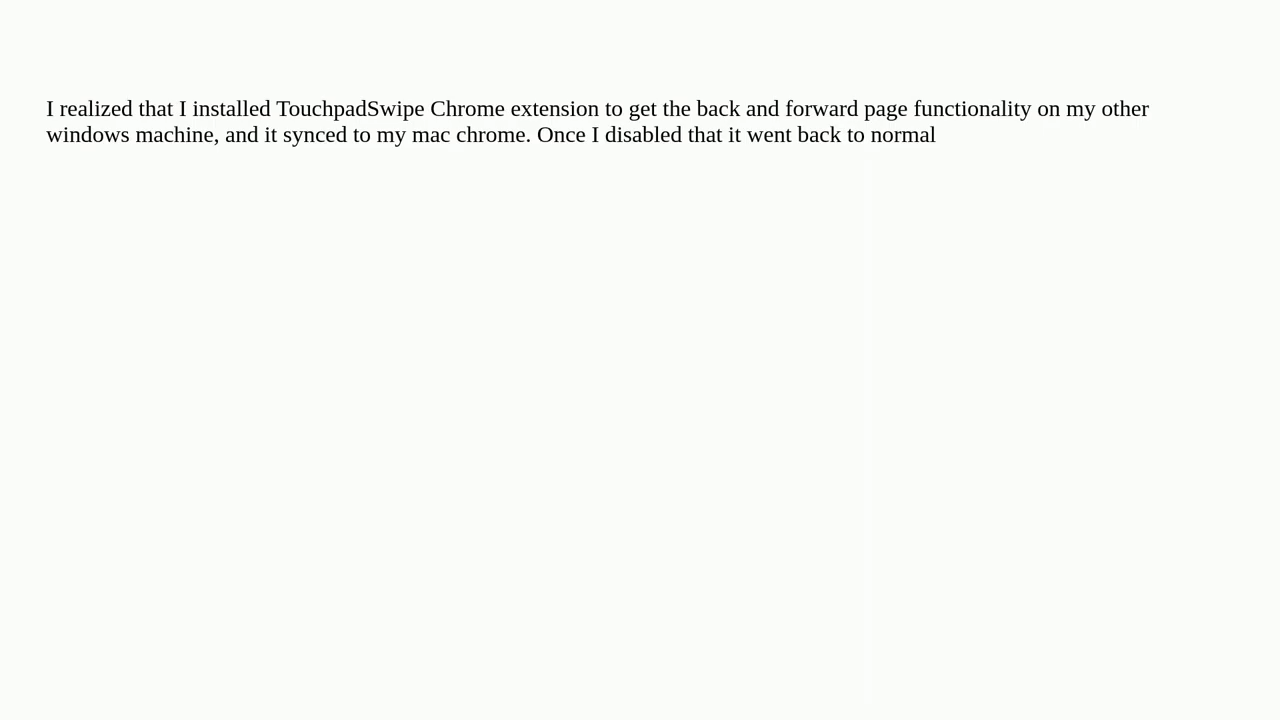 I realized that I installed TouchpadSwipe Chrome extension to get the back and forward page functionality on my other
windows machine, and it synced to my mac chrome. Once I disabled that it went back to normal